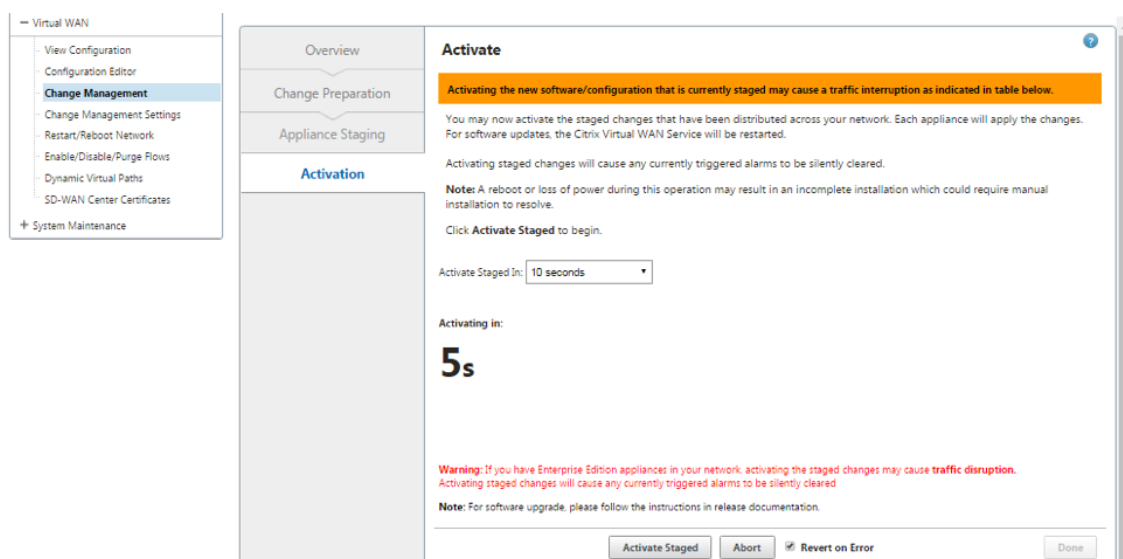 − Virtual WAN
View Configuration
Configuration Editor
Change Management
Change Management Settings
Restart/Reboot Network
Enable/Disable/Purge Flows
Dynamic Virtual Paths
SD-WAN Center Certificates
+ System Maintenance
Overview
Change Preparation
Appliance Staging
Activation
Activate
?
Activating the new software/configuration that is currently staged may cause a traffic interruption as indicated in table below.
You may now activate the staged changes that have been distributed across your network. Each appliance will apply the changes.
For software updates, the Citrix Virtual WAN Service will be restarted.
Activating staged changes will cause any currently triggered alarms to be silently cleared.
Note: A reboot or loss of power during this operation may result in an incomplete installation which could require manual
installation to resolve.
Click Activate Staged to begin.
Activate Staged In: 10 seconds
Activating in:
5s
Warning: If you have Enterprise Edition appliances in your network, activating the staged changes may cause traffic disruption.
Activating staged changes will cause any currently triggered alarms to be silently cleared
Note: For software upgrade, please follow the instructions in release documentation.
Activate Staged Abort Revert on Error Done